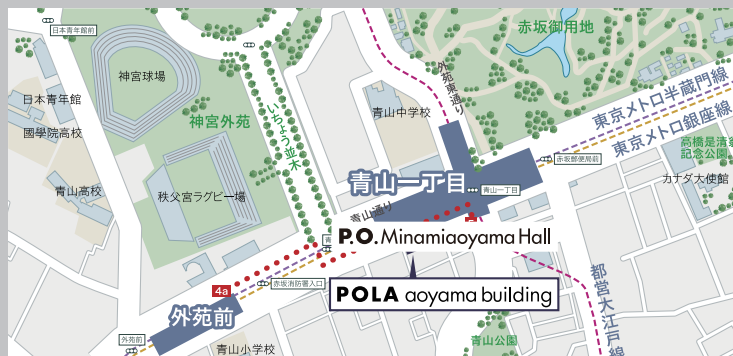 日本青年館前
赤坂御用地
神宮球場
外苑東通り
日本青年館
國學院高校
神宮外苑
いちょう並木
青山中学校
東京メトロ半蔵門線
東京メトロ銀座線
赤坂郵便局前
高橋是清翁
記念公園
カナダ大使館
青山高校
秩父宮ラグビー場
青山一丁目
青山一丁目
青山通り
P.O. Minamiaoyama Hall
4a
赤坂消防署入口
POLA aoyama building
都営大江戸線
外苑前
外苑前
青山小学校
青山公園